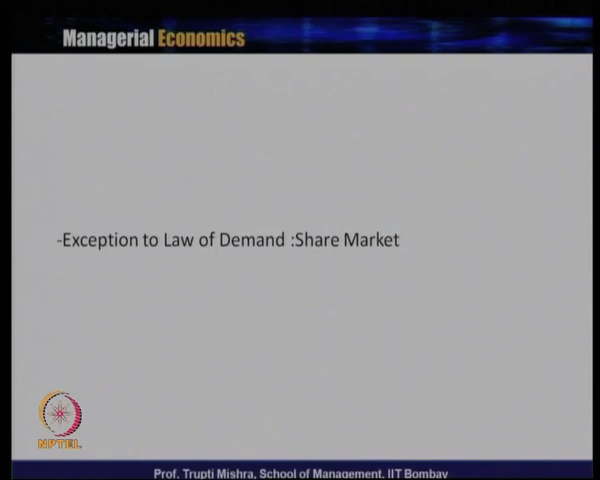 Managerial Economics
-Exception to Law of Demand :Share Market
NPTEL
Prof. Trupti Mishra, School of Management, IIT Bombay